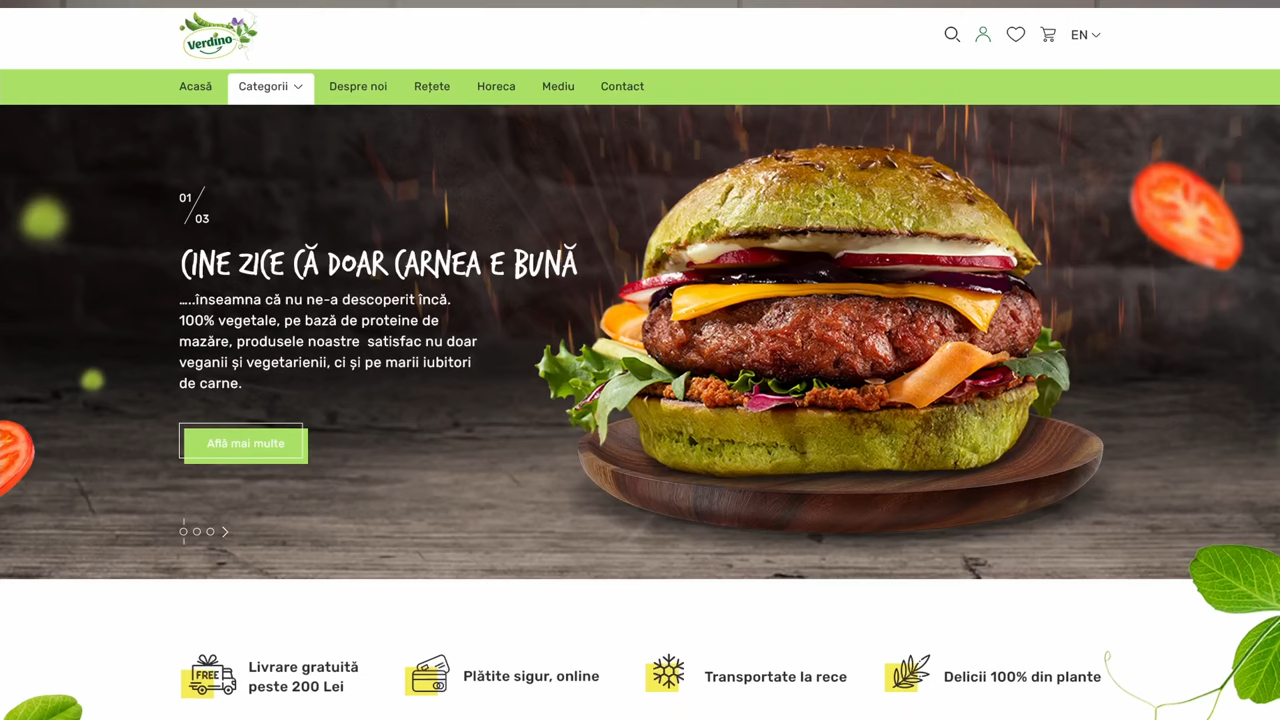 Verdino
EN
Acasă
Categorii
Despre noi
Rețete
Horeca
Mediu
Contact
01
03
CINE ZICE CĂ DOAR CARNEA E BUNĂ
.....înseamna că nu ne-a descoperit încă.
100% vegetale, pe bază de proteine de
mazăre, produsele noastre  satisfac nu doar
veganii și vegetarienii, ci și pe marii iubitori
de carne.
Află mai multe
FREE
Livrare gratuită
peste 200 Lei
Plătite sigur, online
Transportate la rece
Delicii 100% din plante